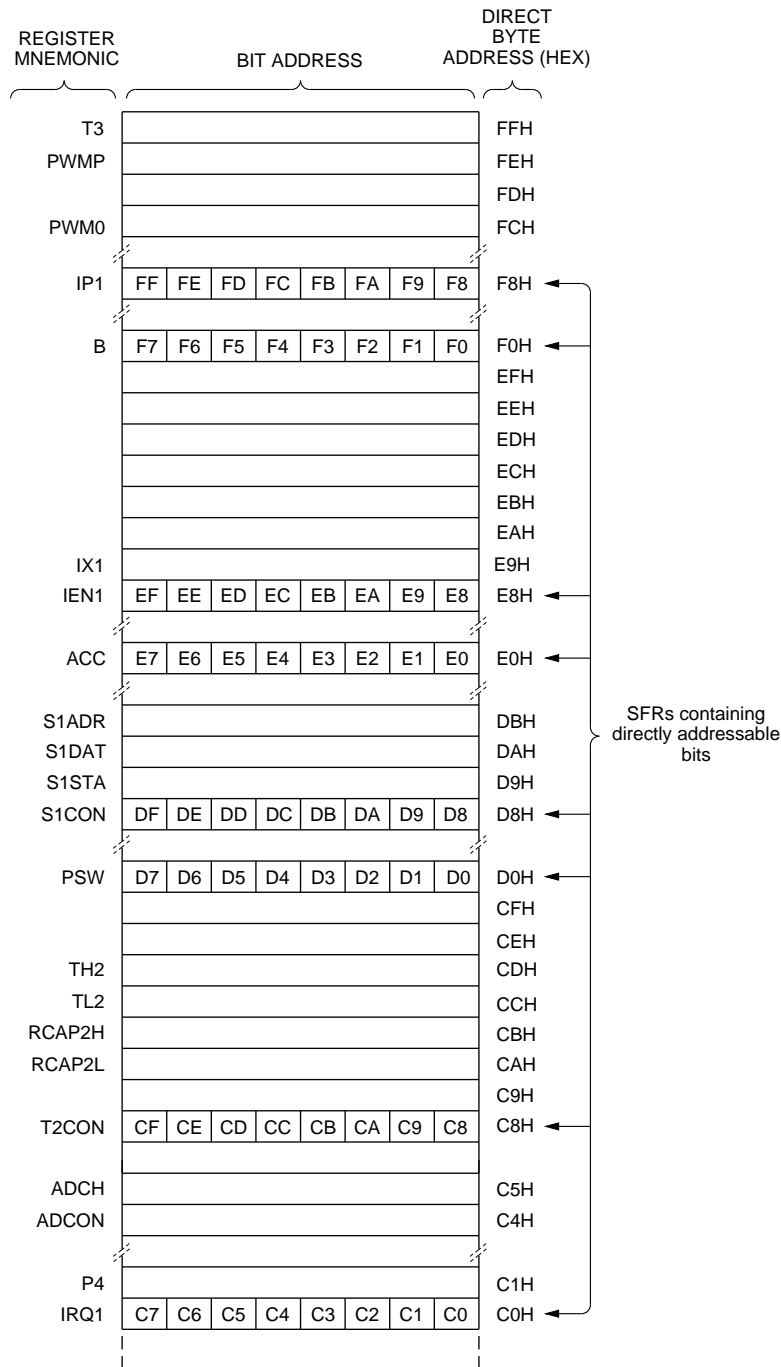 REGISTER
MNEMONIC
BIT ADDRESS
DIRECT
BYTE
ADDRESS (HEX)
T3 FFH
PWMP FEH
FDH
PWM0 FCH
IP1 FF FE FD FC FB FA F9 F8 F8H
B F7 F6 F5 F4 F3 F2 F1 F0 F0H
EFH
EEH
EDH
ECH
EBH
EAH
IX1 E9H
IEN1 EF EE ED EC EB EA E9 E8 E8H
ACC E7 E6 E5 E4 E3 E2 E1 E0 E0H
S1ADR DBH
S1DAT DAH
S1STA D9H
S1CON DF DE DD DC DB DA D9 D8 D8H
SFRs containing
directly addressable
bits
PSW D7 D6 D5 D4 D3 D2 D1 D0 D0H
CFH
CEH
TH2 CDH
TL2 CCH
RCAP2H CBH
RCAP2L CAH
C9H
T2CON CF CE CD CC CB CA C9 C8 C8H
ADCH C5H
ADCON C4H
P4 C1H
IRQ1 C7 C6 C5 C4 C3 C2 C1 C0 C0H